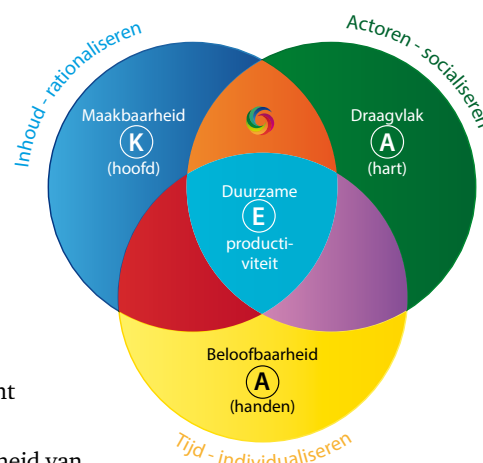 Inhoud - rationaliseren
Actoren - socialiseren
Maakbaarheid
K
(hoofd)
Draagvlak
A
(hart)
Duurzame
E
producti-
viteit
Beloofbaarheid
A
(handen)
Tijd - individualiseren
nt
heid van